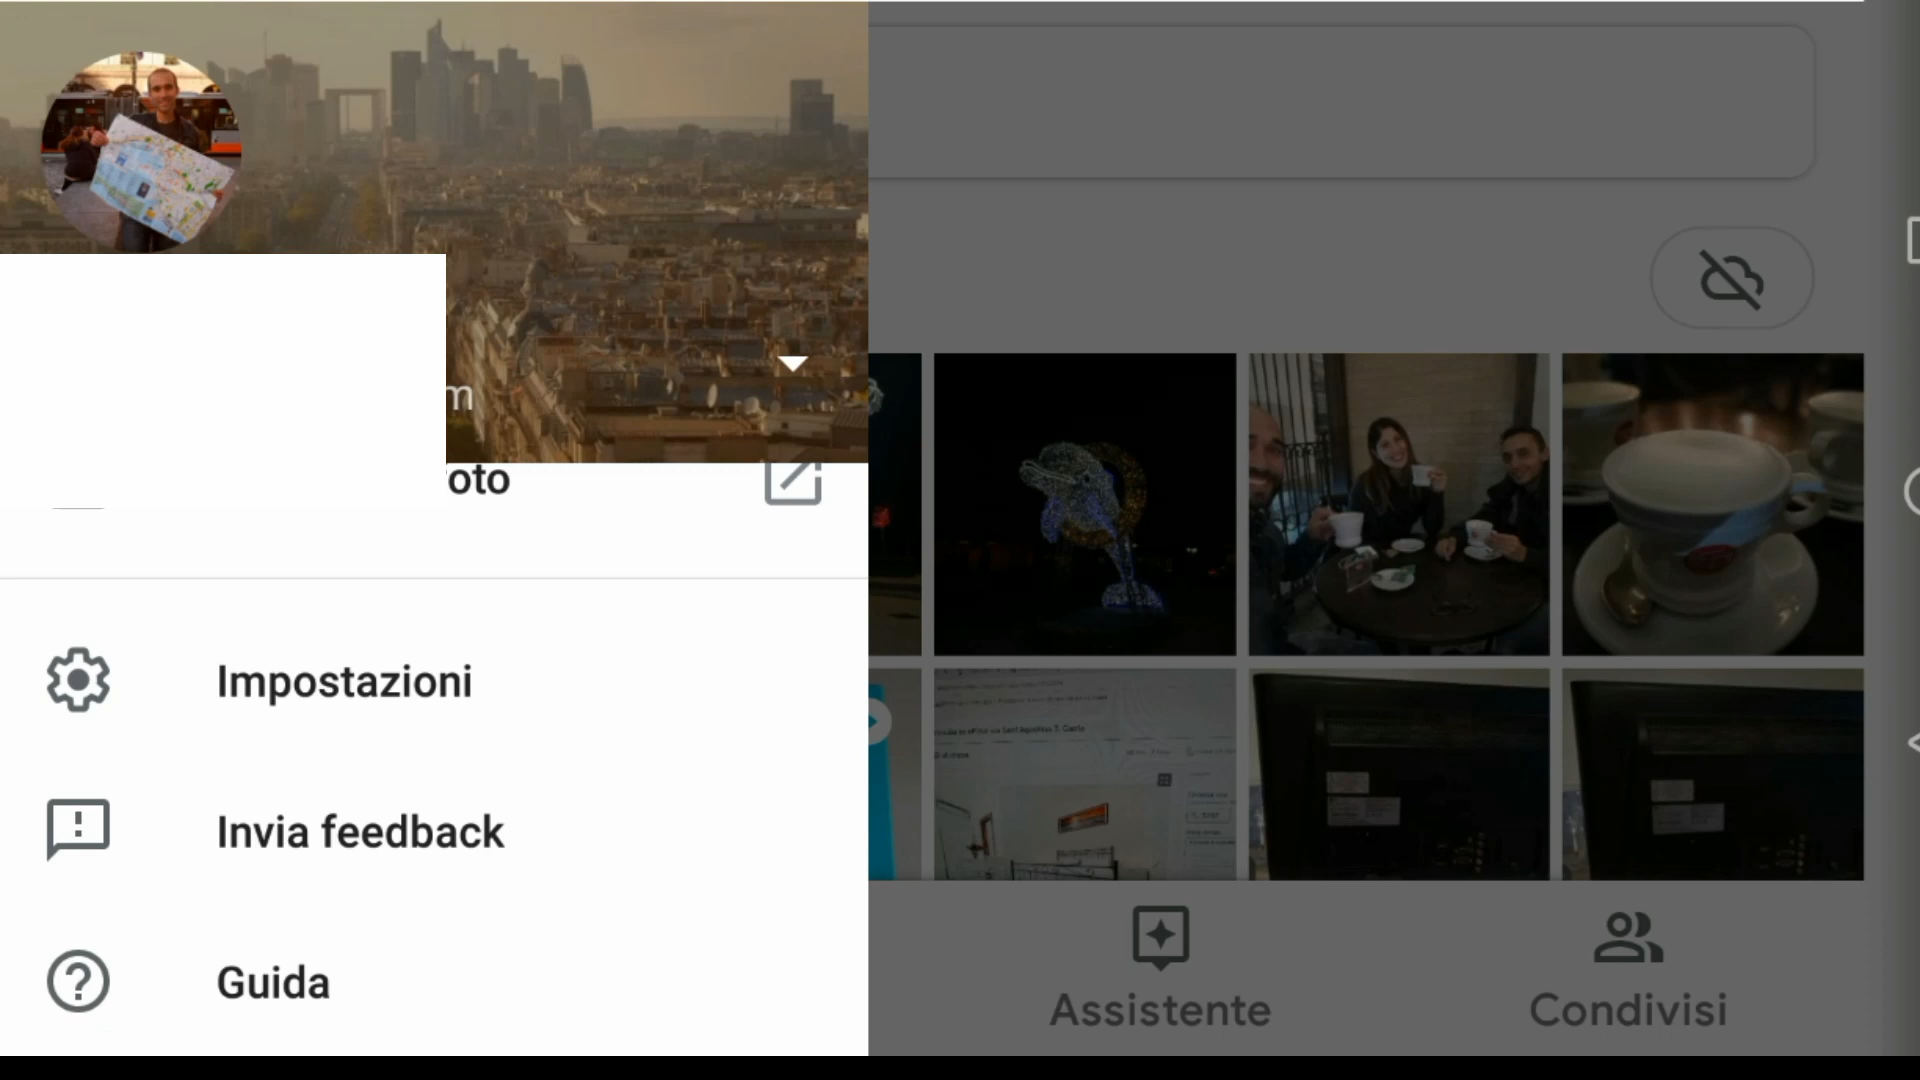 m
oto
Impostazioni
Invia feedback
Guida
Assistente
Condivisi